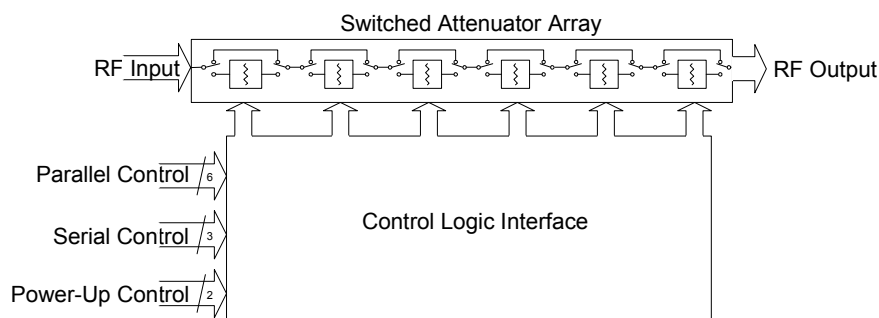 Switched Attenuator Array
RF Input
RF Output
Parallel Control
6
Control Logic Interface
Serial Control
3
Power-Up Control
2